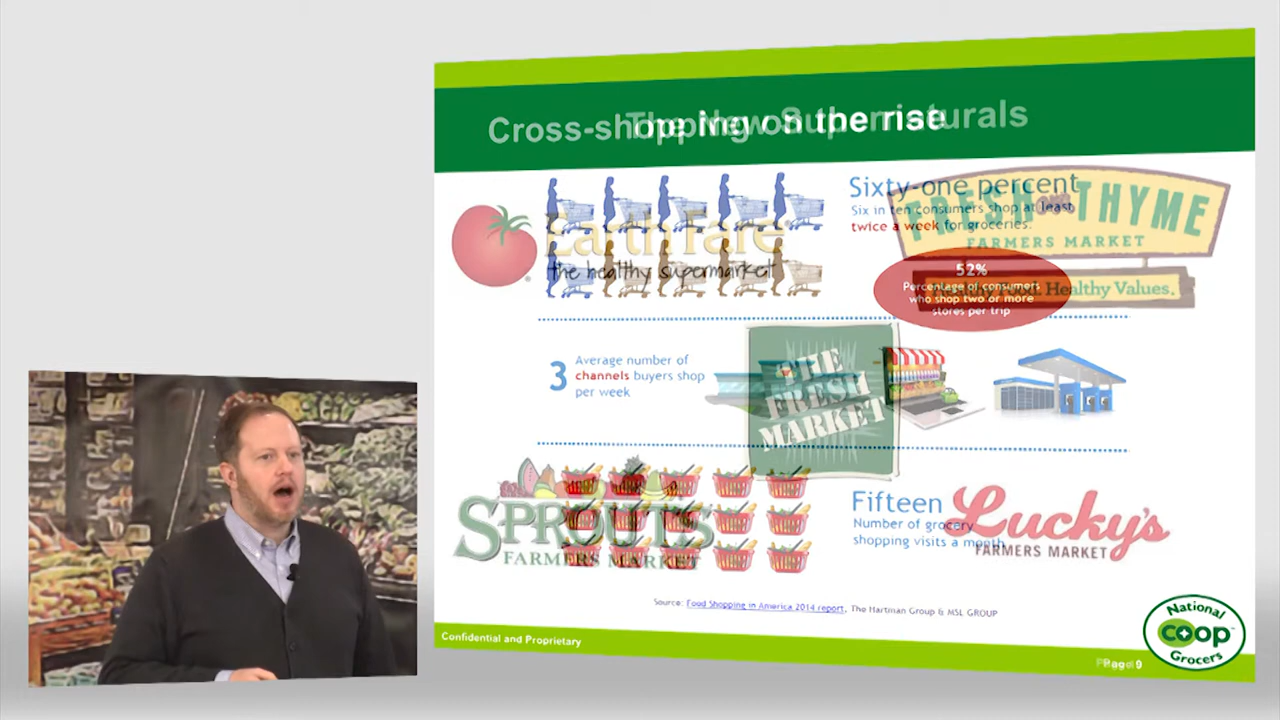 Cross-shopping on the rise
The New Supernaturals
Sixty-one percent
Six in ten consumers shop at least
twice a week for groceries.
EarthFare
the healthy supermarket
FRESH THYME
FARMERS MARKET
Healthy Food. Healthy Values.
52%
Percentage of consumers
who shop two or more
stores per trip
3
Average number of
channels buyers shop
per week
THE
FRESH
MARKET
SPROUTS
FARMERS MARKET
Fifteen
Number of grocery
shopping visits a month
Lucky's
FARMERS MARKET
Source: Food Shopping in America 2014 report, The Hartman Group & MSL GROUP
Confidential and Proprietary
National
co+op
Grocers
Page 9